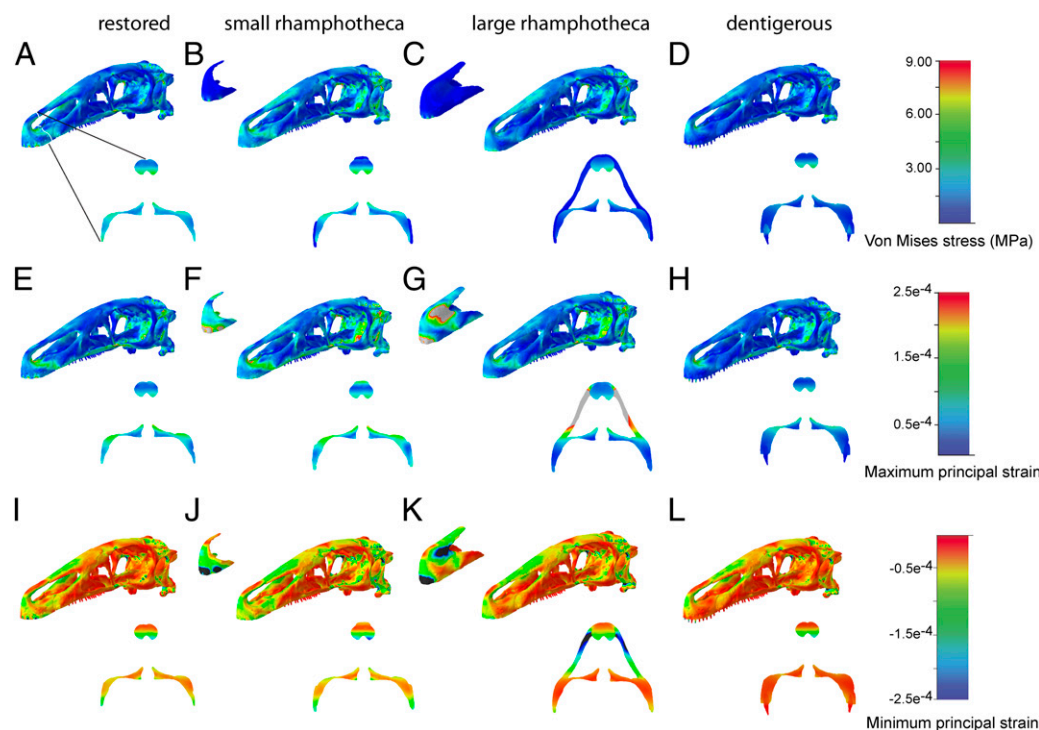 restored small rhamphotheca large rhamphotheca dentigerous
A B C D
9.00
6.00
3.00
Von Mises stress (MPa)
E F G H
2.5e-4
1.5e-4
0.5e-4
Maximum principal strain
I J K L
-0.5e-4
-1.5e-4
-2.5e-4
Minimum principal strain